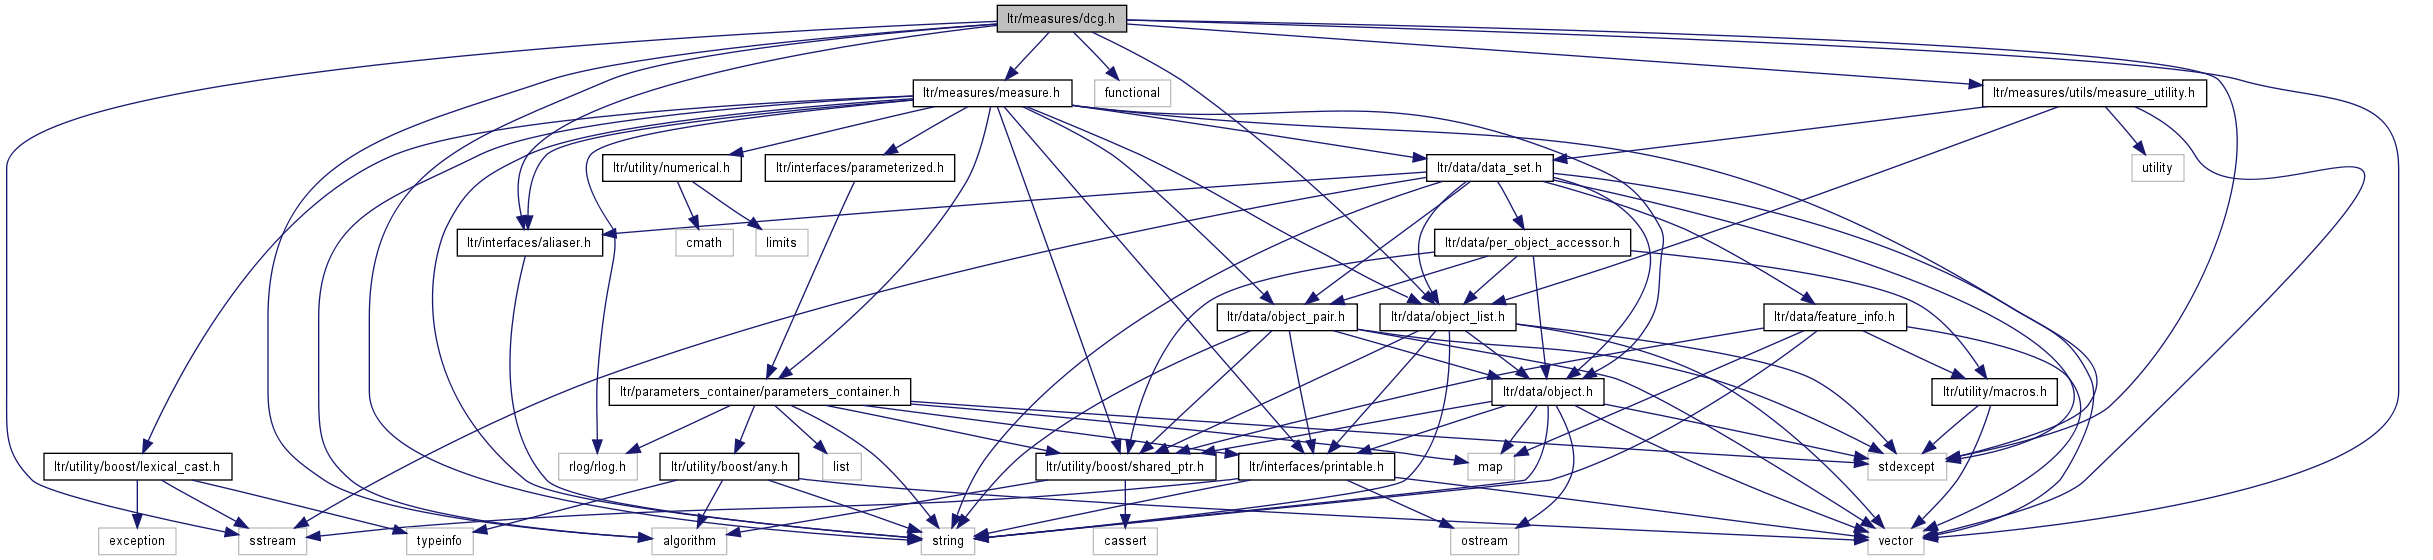 ltr/measures/dcg.h
ltr/measures/measure.h
functional
ltr/measures/utils/measure_utility.h
ltr/utility/numerical.h
ltr/interfaces/parameterized.h
ltr/data/data_set.h
utility
ltr/interfaces/aliaser.h
cmath
limits
ltr/data/per_object_accessor.h
ltr/data/object_pair.h
ltr/data/object_list.h
ltr/data/feature_info.h
ltr/parameters_container/parameters_container.h
ltr/data/object.h
ltr/utility/macros.h
ltr/utility/boost/lexical_cast.h
rlog/rlog.h
ltr/utility/boost/any.h
list
ltr/utility/boost/shared_ptr.h
ltr/interfaces/printable.h
map
stdexcept
exception
sstream
typeinfo
algorithm
string
cassert
ostream
vector